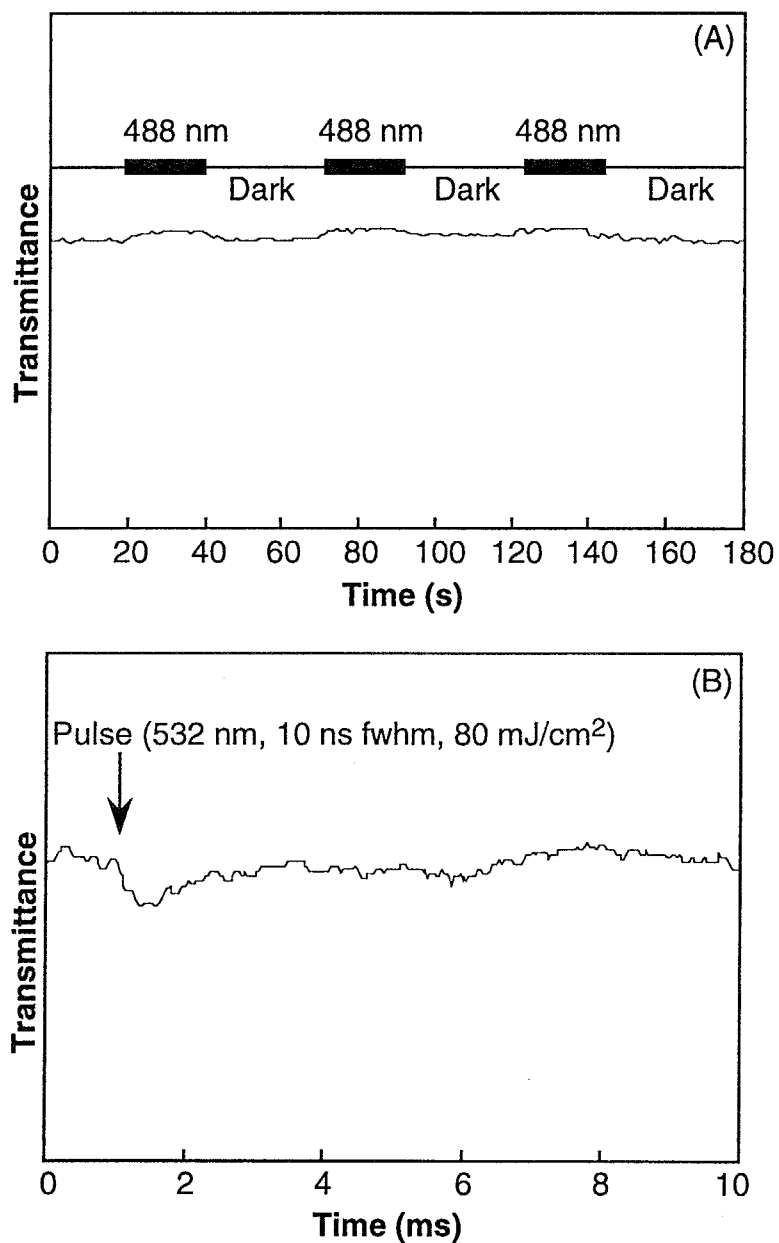 (A)
488 nm 488 nm 488 nm
Dark Dark Dark
Transmittance
0 20 40 60 80 100 120 140 160 180
Time (s)
(B)
Pulse (532 nm, 10 ns fwhm, 80 mJ/cm²)
Transmittance
0 2 4 6 8 10
Time (ms)